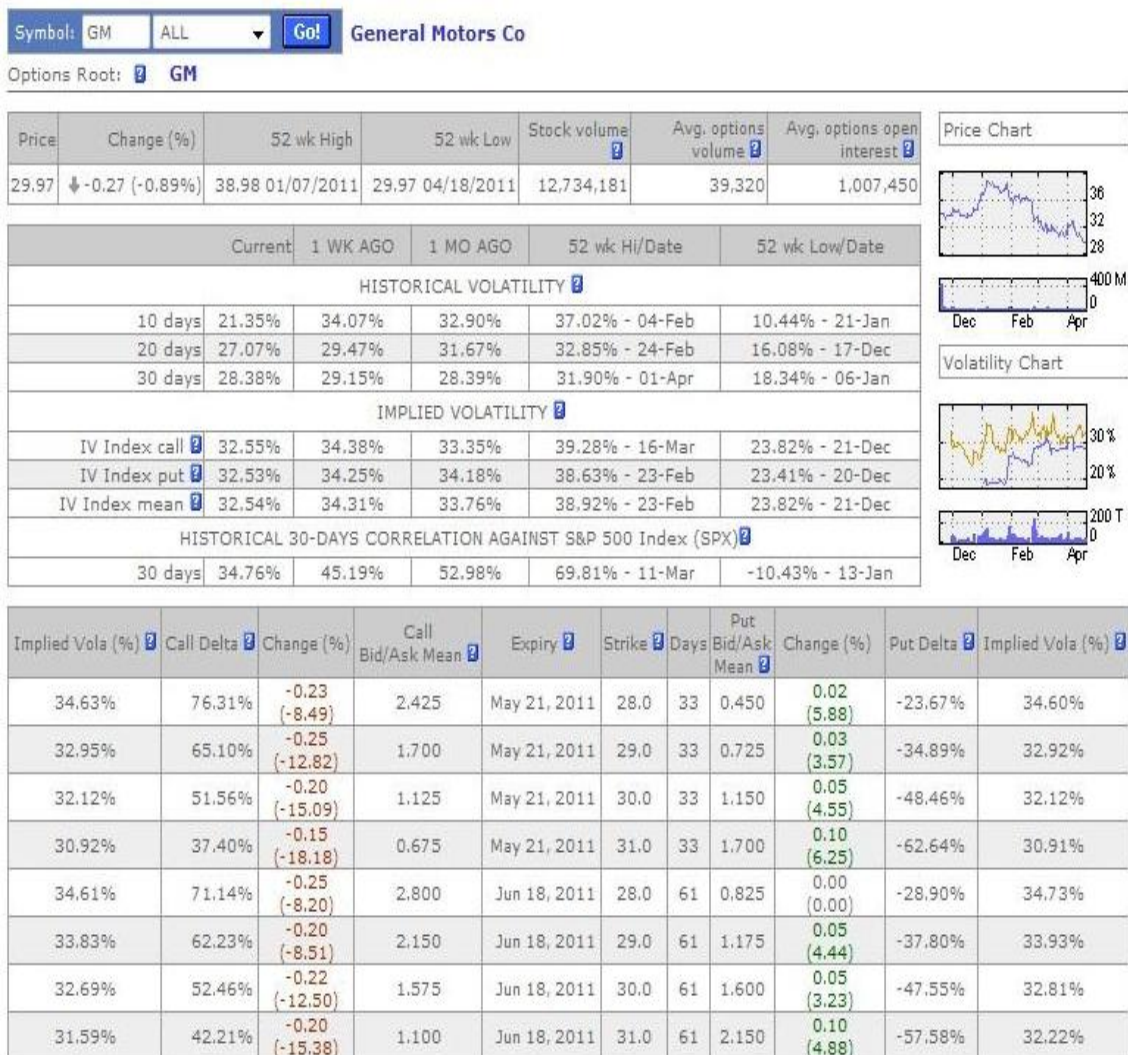 Symbol: GM ALL Go! General Motors Co
Options Root: ? GM
Price Change (%) 52 wk High 52 wk Low Stock volume ? Avg. options volume ? Avg. options open interest ?
29.97 -0.27 (-0.89%) 38.98 01/07/2011 29.97 04/18/2011 12,734,181 39,320 1,007,450
Current 1 WK AGO 1 MO AGO 52 wk Hi/Date 52 wk Low/Date
HISTORICAL VOLATILITY ?
10 days 21.35% 34.07% 32.90% 37.02% - 04-Feb 10.44% - 21-Jan
20 days 27.07% 29.47% 31.67% 32.85% - 24-Feb 16.08% - 17-Dec
30 days 28.38% 29.15% 28.39% 31.90% - 01-Apr 18.34% - 06-Jan
IMPLIED VOLATILITY ?
IV Index call ? 32.55% 34.38% 33.35% 39.28% - 16-Mar 23.82% - 21-Dec
IV Index put ? 32.53% 34.25% 34.18% 38.63% - 23-Feb 23.41% - 20-Dec
IV Index mean ? 32.54% 34.31% 33.76% 38.92% - 23-Feb 23.82% - 21-Dec
HISTORICAL 30-DAYS CORRELATION AGAINST S&P 500 Index (SPX) ?
30 days 34.76% 45.19% 52.98% 69.81% - 11-Mar -10.43% - 13-Jan
Price Chart
36
32
28
400 M
0
Dec Feb Apr
Volatility Chart
30%
20%
200 T
0
Dec Feb Apr
Implied Vola (%) ? Call Delta ? Change (%) Call Bid/Ask Mean ? Expiry ? Strike ? Days Put Bid/Ask Mean ? Change (%) Put Delta ? Implied Vola (%) ?
34.63% 76.31% -0.23 (-8.49) 2.425 May 21, 2011 28.0 33 0.450 0.02 (5.88) -23.67% 34.60%
32.95% 65.10% -0.25 (-12.82) 1.700 May 21, 2011 29.0 33 0.725 0.03 (3.57) -34.89% 32.92%
32.12% 51.56% -0.20 (-15.09) 1.125 May 21, 2011 30.0 33 1.150 0.05 (4.55) -48.46% 32.12%
30.92% 37.40% -0.15 (-18.18) 0.675 May 21, 2011 31.0 33 1.700 0.10 (6.25) -62.64% 30.91%
34.61% 71.14% -0.25 (-8.20) 2.800 Jun 18, 2011 28.0 61 0.825 0.00 (0.00) -28.90% 34.73%
33.83% 62.23% -0.20 (-8.51) 2.150 Jun 18, 2011 29.0 61 1.175 0.05 (4.44) -37.80% 33.93%
32.69% 52.46% -0.22 (-12.50) 1.575 Jun 18, 2011 30.0 61 1.600 0.05 (3.23) -47.55% 32.81%
31.59% 42.21% -0.20 (-15.38) 1.100 Jun 18, 2011 31.0 61 2.150 0.10 (4.88) -57.58% 32.22%